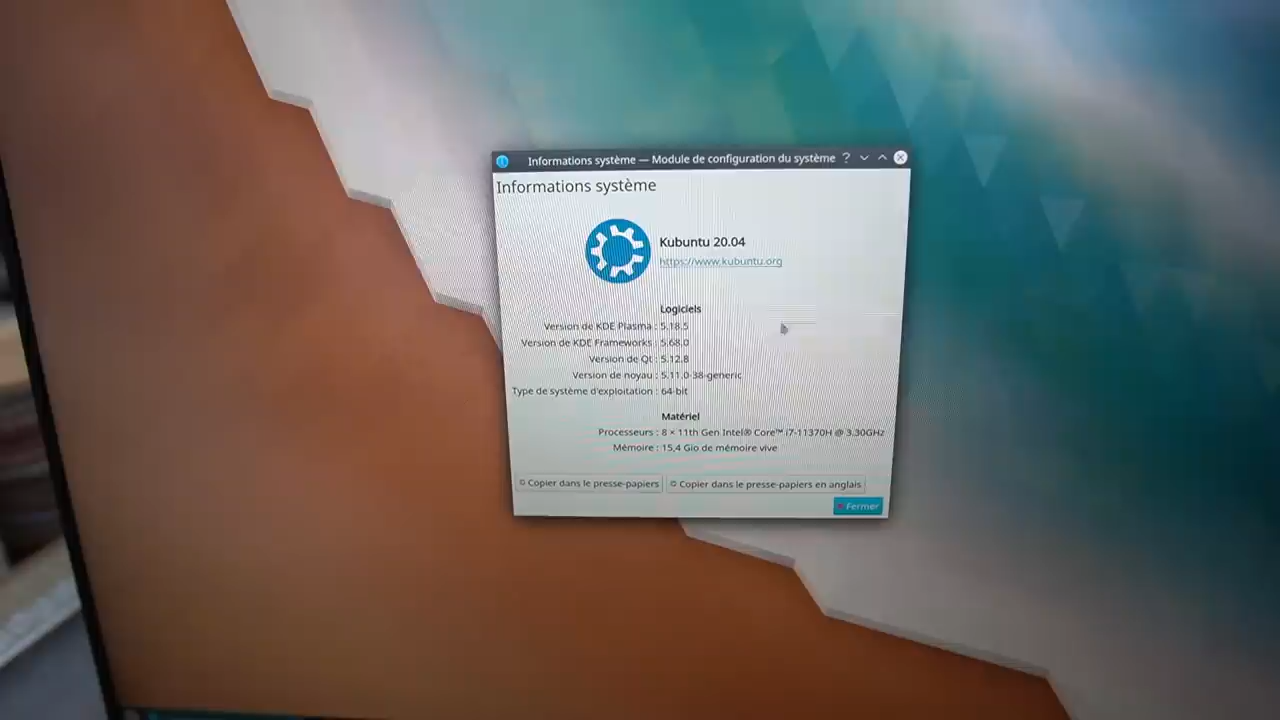 Informations système — Module de configuration du système
Informations système
Kubuntu 20.04
https://www.kubuntu.org
Logiciels
Version de KDE Plasma : 5.18.5
Version de KDE Frameworks : 5.68.0
Version de Qt : 5.12.8
Version de noyau : 5.11.0-38-generic
Type de système d'exploitation : 64-bit
Matériel
Processeurs : 8 × 11th Gen Intel® Core™ i7-11370H @ 3.30GHz
Mémoire : 15,4 Gio de mémoire vive
Copier dans le presse-papiers Copier dans le presse-papiers en anglais
Fermer